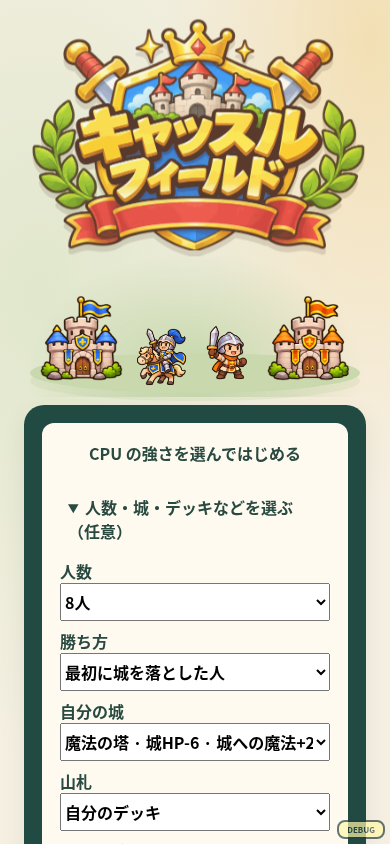 キャッスル
フィールド
CPU の強さを選んではじめる
▼ 人数・城・デッキなどを選ぶ
（任意）
人数
8人
勝ち方
最初に城を落とした人
自分の城
魔法の塔・城HP-6・城への魔法+2
山札
自分のデッキ
DEBUG